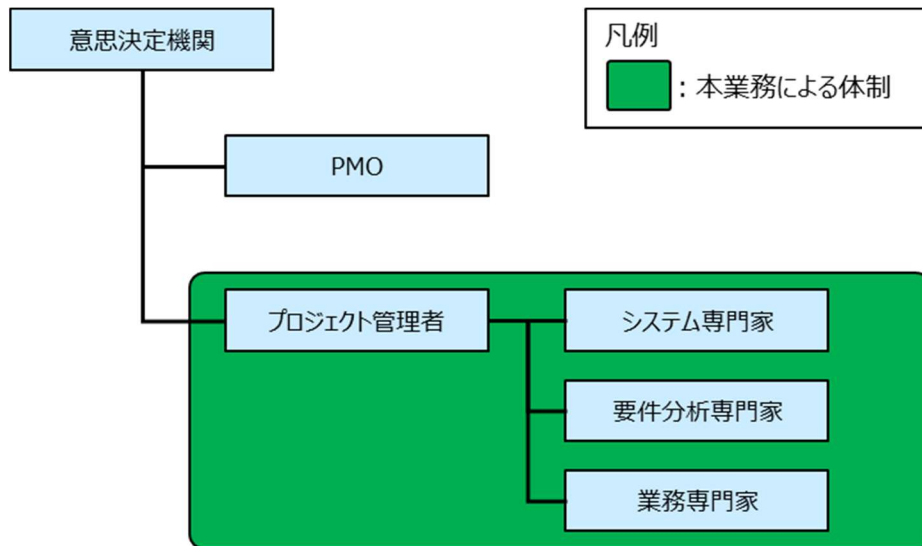 意思決定機関
凡例
：本業務による体制
PMO
プロジェクト管理者
システム専門家
要件分析専門家
業務専門家